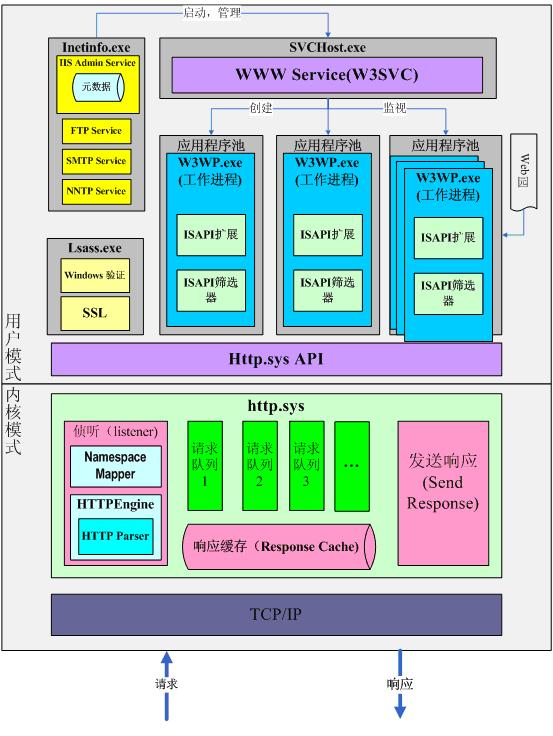 启动，管理
Inetinfo.exe
IIS Admin Service
元数据
FTP Service
SMTP Service
NNTP Service
SVCHost.exe
WWW Service(W3SVC)
创建
监视
应用程序池
W3WP.exe
(工作进程)
ISAPI扩展
ISAPI筛选
器
应用程序池
W3WP.exe
(工作进程)
ISAPI扩展
ISAPI筛选
器
应用程序池
W3WP.exe
(工作进程)
ISAPI扩展
ISAPI筛选
器
Web园
Lsass.exe
Windows 验证
SSL
Http.sys API
用户模式
内核模式
http.sys
侦听（listener）
Namespace
Mapper
HTTPEngine
HTTP Parser
请求
队列
1
请求
队列
2
请求
队列
3
...
响应缓存（Response Cache）
发送响应
(Send
Response)
TCP/IP
请求
响应